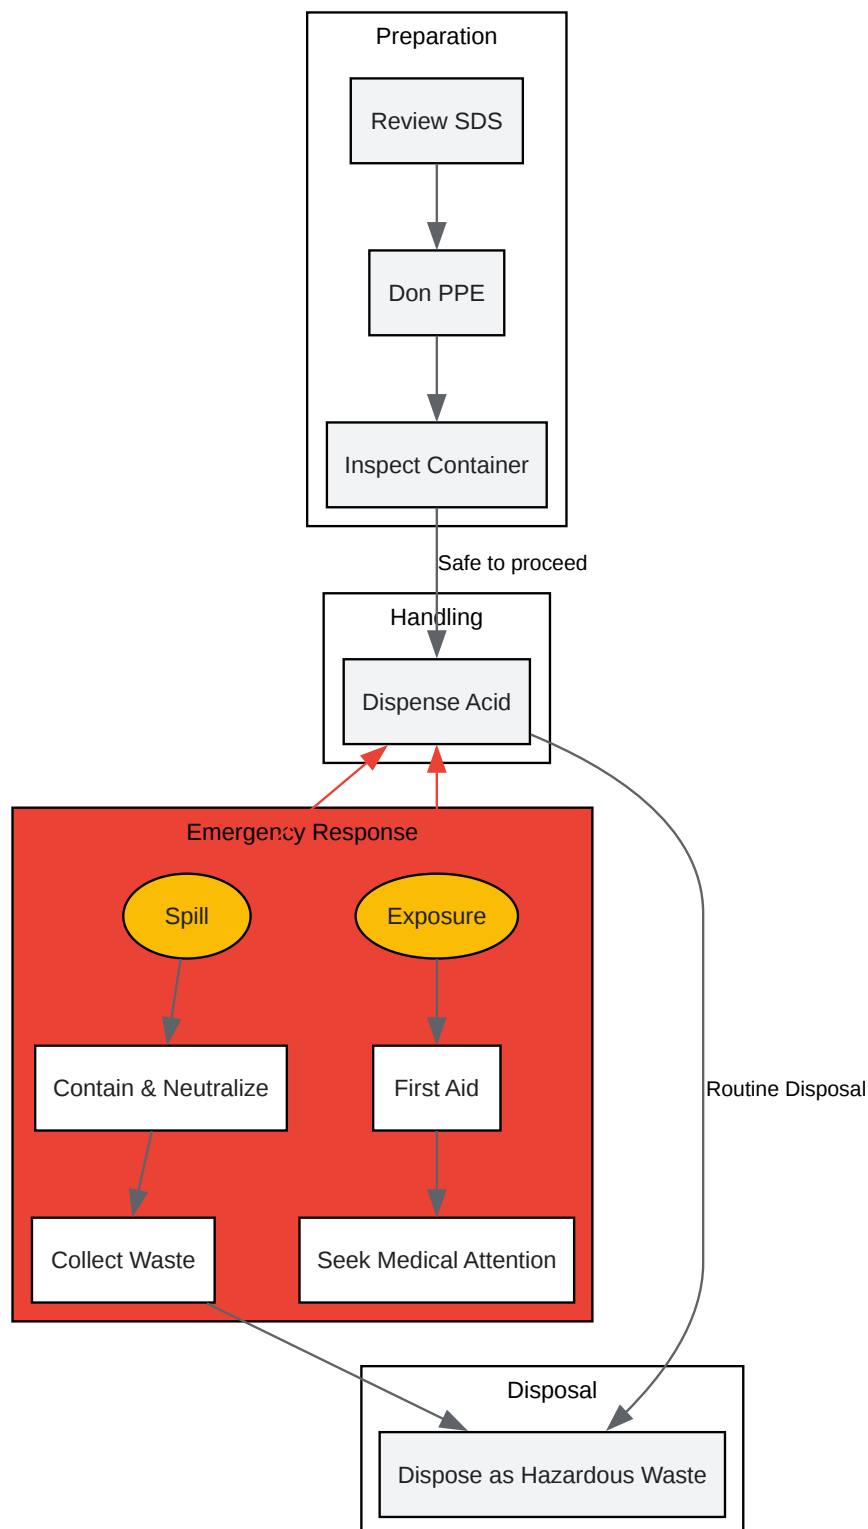 Preparation
Review SDS
Don PPE
Inspect Container
Safe to proceed
Handling
Dispense Acid
Emergency Response
Spill
Exposure
Contain & Neutralize
First Aid
Routine Disposal
Collect Waste
Seek Medical Attention
Disposal
Dispose as Hazardous Waste